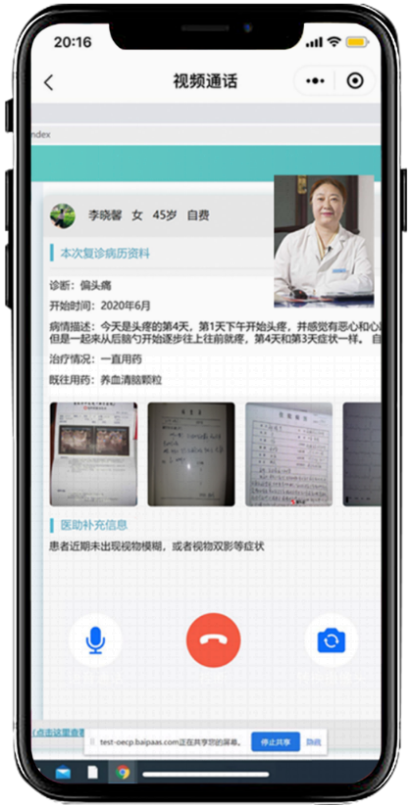 20:16
视频通话
ndex
李晓馨 女 45岁 自费
本次复诊病历资料
诊断：偏头痛
开始时间：2020年6月
病情描述：今天是头疼的第4天，第1天下午开始头疼，并感觉有恶心和心
但是一起来从后脑勺开始逐步往上往前就疼，第4天和第3天症状一样。 自
治疗情况：一直用药
既往用药：养血清脑颗粒
医助补充信息
患者近期未出现视物模糊，或者视物双影等症状
(点击这里查看
test-oecp.baipaas.com正在共享您的屏幕。 停止共享 隐藏